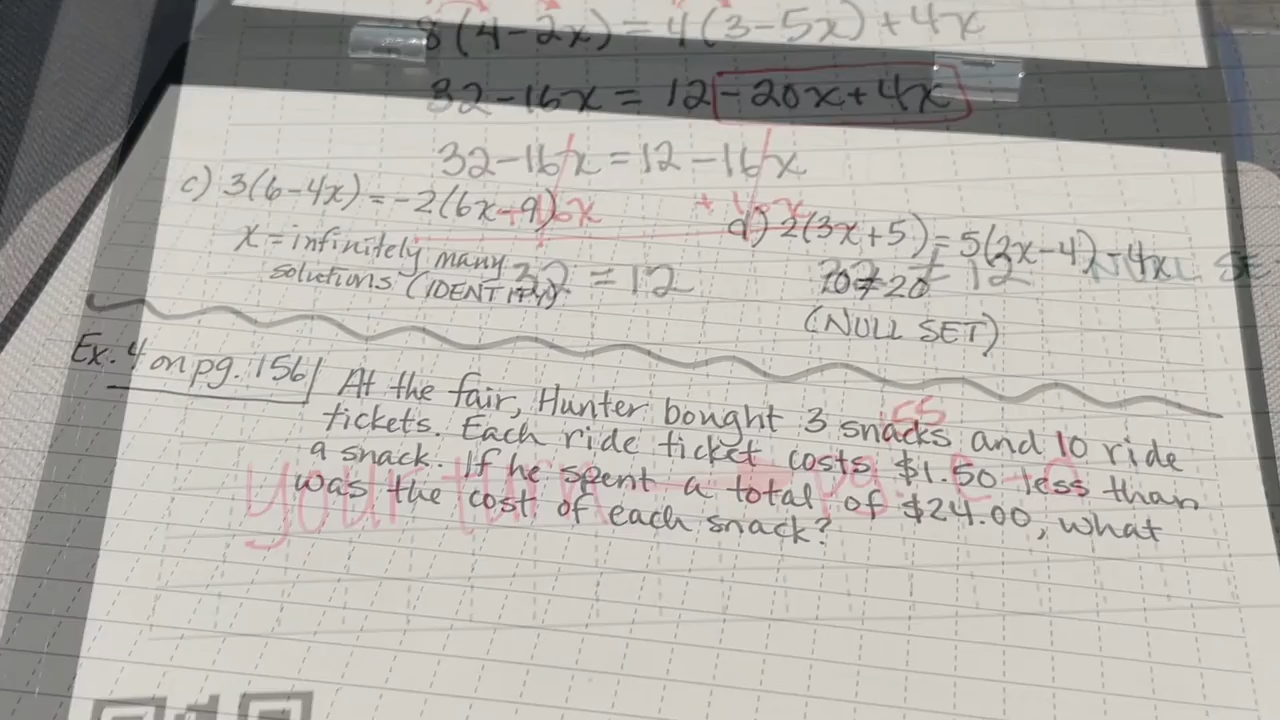 8(4-2x)=4(3-5x)+4x
32-16x = 12-20x+4x
32-16x=12-16x
c) 3(6-4x)=-2(6x-9)
x = infinitely many
solutions (IDENTITY)
32 = 12
d) 2(3x+5)=5(2x-4)-4x
10≠-20
(NULL SET)
Ex. 4 on pg. 156
At the fair, Hunter bought 3 snacks and 10 ride
tickets. Each ride ticket costs $1.50 less than
a snack. If he spent a total of $24.00, what
was the cost of each snack?
your turn